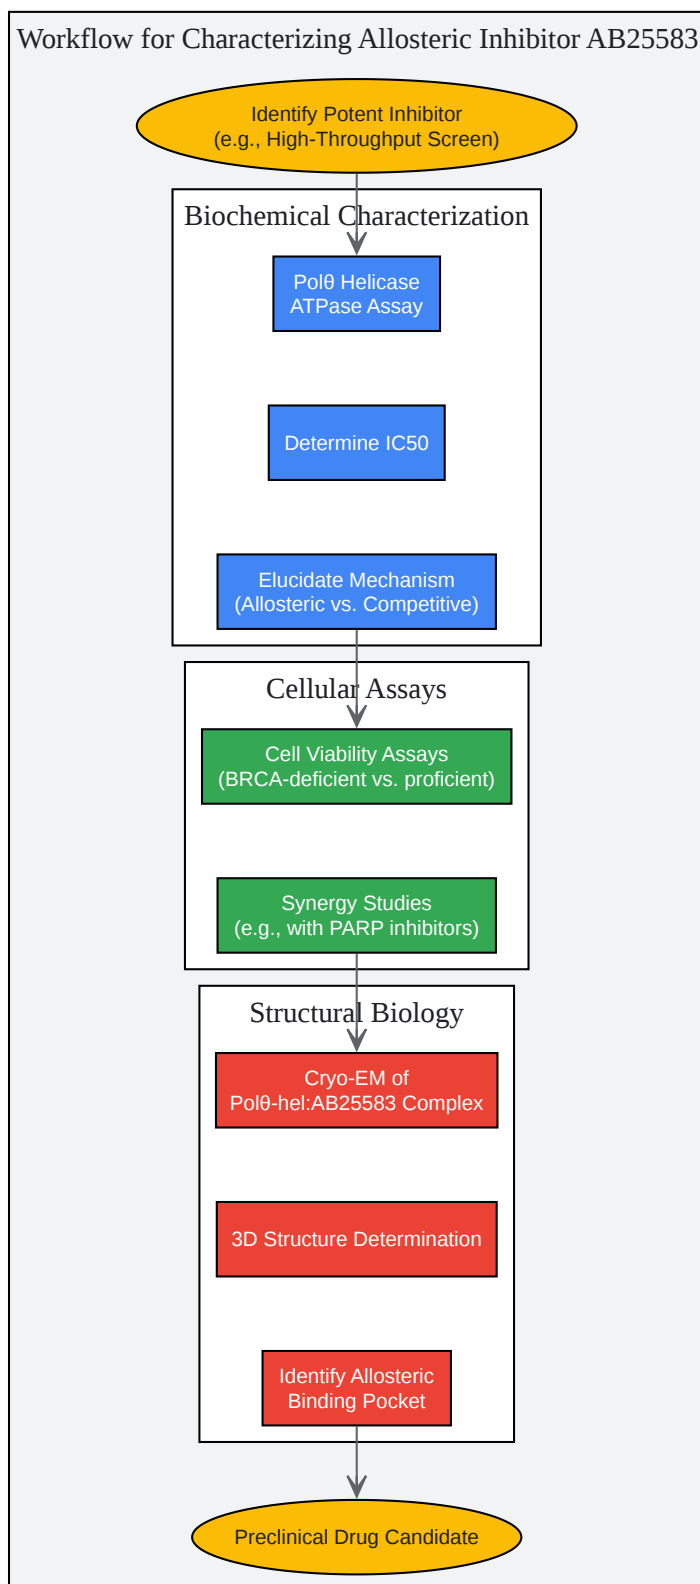 Workflow for Characterizing Allosteric Inhibitor AB25583
Identify Potent Inhibitor
(e.g., High-Throughput Screen)
Biochemical Characterization
Polθ Helicase
ATPase Assay
Determine IC50
Elucidate Mechanism
(Allosteric vs. Competitive)
Cellular Assays
Cell Viability Assays
(BRCA-deficient vs. proficient)
Synergy Studies
(e.g., with PARP inhibitors)
Structural Biology
Cryo-EM of
Polθ-hel:AB25583 Complex
3D Structure Determination
Identify Allosteric
Binding Pocket
Preclinical Drug Candidate